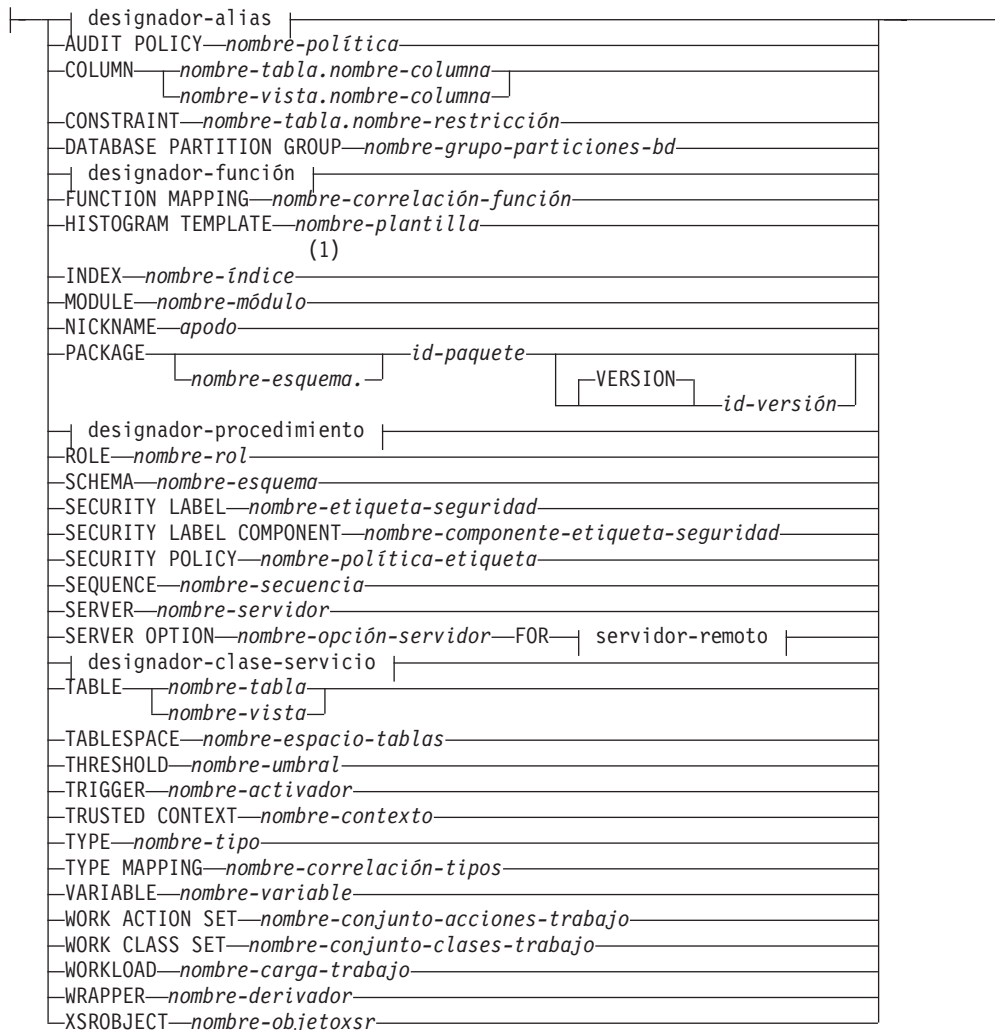 designador-alias
AUDIT POLICY nombre-política
COLUMN nombre-tabla.nombre-columna
nombre-vista.nombre-columna
CONSTRAINT nombre-tabla.nombre-restricción
DATABASE PARTITION GROUP nombre-grupo-particiones-bd
designador-función
FUNCTION MAPPING nombre-correlación-función
HISTOGRAM TEMPLATE nombre-plantilla
(1)
INDEX nombre-índice
MODULE nombre-módulo
NICKNAME apodo
PACKAGE id-paquete
nombre-esquema. VERSION
id-versión
designador-procedimiento
ROLE nombre-rol
SCHEMA nombre-esquema
SECURITY LABEL nombre-etiqueta-seguridad
SECURITY LABEL COMPONENT nombre-componente-etiqueta-seguridad
SECURITY POLICY nombre-política-etiqueta
SEQUENCE nombre-secuencia
SERVER nombre-servidor
SERVER OPTION nombre-opción-servidor FOR servidor-remoto
designador-clase-servicio
TABLE nombre-tabla
nombre-vista
TABLESPACE nombre-espacio-tablas
THRESHOLD nombre-umbral
TRIGGER nombre-activador
TRUSTED CONTEXT nombre-contexto
TYPE nombre-tipo
TYPE MAPPING nombre-correlación-tipos
VARIABLE nombre-variable
WORK ACTION SET nombre-conjunto-acciones-trabajo
WORK CLASS SET nombre-conjunto-clases-trabajo
WORKLOAD nombre-carga-trabajo
WRAPPER nombre-derivador
XSROBJECT nombre-objetoxsr